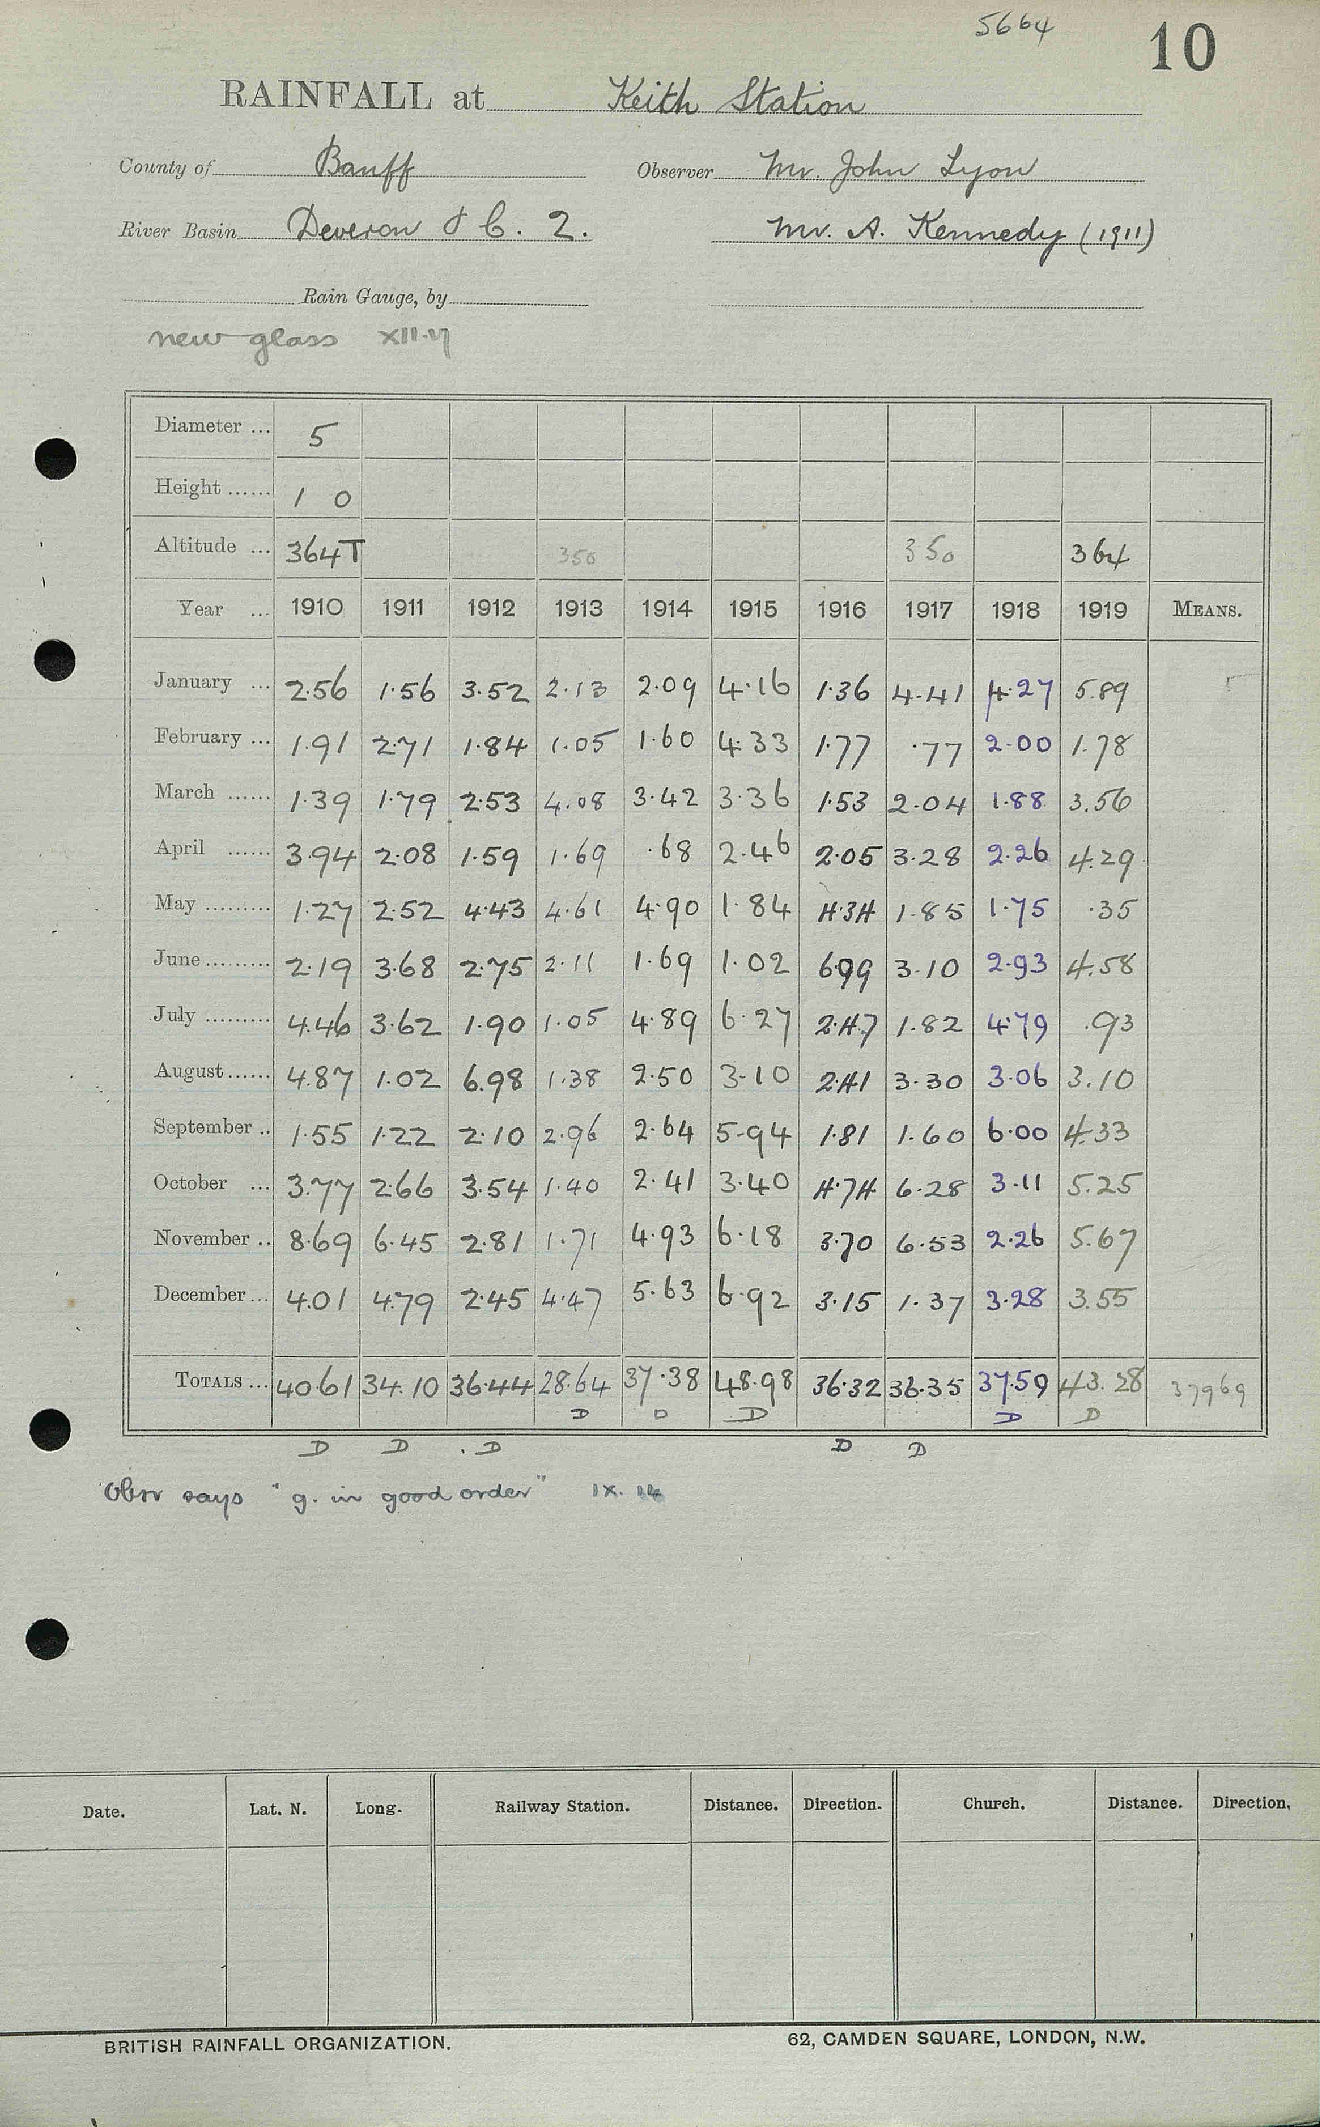 5664
10
RAINFALL at Keith Station
County of Banff Observer Mr. John Lyon
River Basin Deveron & C. 2. Mr. A. Kennedy (1911)
Rain Gauge, by
new glass XII.17
Diameter ... 5
Height ...... 1 0
Altitude ... 364T 350 350 364
Year ... 1910 1911 1912 1913 1914 1915 1916 1917 1918 1919 MEANS.
January ... 2.56 1.56 3.52 2.13 2.09 4.16 1.36 4.41 4.27 5.89
February ... 1.91 2.71 1.84 1.05 1.60 4.33 1.77 .77 2.00 1.78
March ...... 1.39 1.79 2.53 4.08 3.42 3.36 1.53 2.04 1.88 3.56
April ...... 3.94 2.08 1.59 1.69 .68 2.46 2.05 3.28 2.26 4.29
May ......... 1.27 2.52 4.43 4.61 4.90 1.84 4.34 1.85 1.75 .35
June ......... 2.19 3.68 2.75 2.11 1.69 1.02 6.99 3.10 2.93 4.58
July ......... 4.46 3.62 1.90 1.05 4.89 6.27 2.47 1.82 4.79 .93
August ...... 4.87 1.02 6.98 1.38 2.50 3.10 2.41 3.30 3.06 3.10
September .. 1.55 1.22 2.10 2.96 2.64 5.94 1.81 1.60 6.00 4.33
October ... 3.77 2.66 3.54 1.40 2.41 3.40 4.74 6.28 3.11 5.25
November .. 8.69 6.45 2.81 1.71 4.93 6.18 3.70 6.53 2.26 5.67
December ... 4.01 4.79 2.45 4.47 5.63 6.92 3.15 1.37 3.28 3.55
TOTALS ... 40.61 34.10 36.44 28.64 37.38 48.98 36.32 36.35 37.59 43.28 37969
D D D D D
D D D D D
Obsr says "g. in good order" IX. 14
Date. Lat. N. Long. Railway Station. Distance. Direction. Church. Distance. Direction.
BRITISH RAINFALL ORGANIZATION. 62, CAMDEN SQUARE, LONDON, N.W.